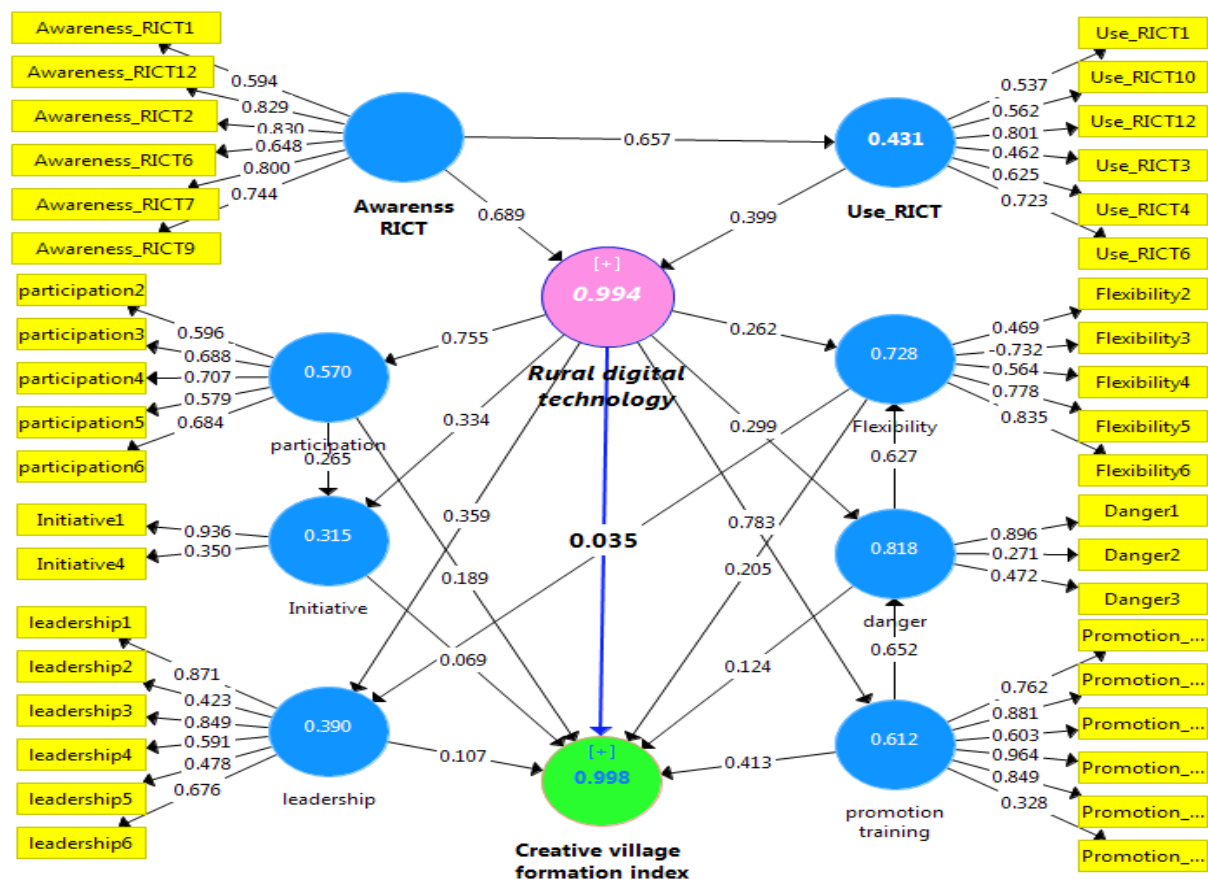 Awareness_RICT1
Awareness_RICT12
Awareness_RICT2
Awareness_RICT6
Awareness_RICT7
Awareness_RICT9
0.594
0.829
0.830
0.648
0.800
0.744
Awarenss
RICT
0.657
0.689
0.431
Use_RICT
0.399
Use_RICT1
Use_RICT10
Use_RICT12
Use_RICT3
Use_RICT4
Use_RICT6
0.537
0.562
0.801
0.462
0.625
0.723
[+]
0.994
Rural digital
technology
participation2
participation3
participation4
participation5
participation6
0.596
0.688
0.707
0.579
0.684
0.570
participation
0.755
0.265
0.334
0.262
0.299
0.359
0.035
0.783
0.189
0.205
0.728
Flexibility
Flexibility2
Flexibility3
Flexibility4
Flexibility5
Flexibility6
0.469
-0.732
0.564
0.778
0.835
0.627
Initiative1
Initiative4
0.936
0.350
0.315
Initiative
0.069
0.818
danger
Danger1
Danger2
Danger3
0.896
0.271
0.472
0.124
0.652
leadership1
leadership2
leadership3
leadership4
leadership5
leadership6
0.871
0.423
0.849
0.591
0.478
0.676
0.390
leadership
0.107
[+]
0.998
Creative village
formation index
0.413
0.612
promotion
training
Promotion_...
Promotion_...
Promotion_...
Promotion_...
Promotion_...
Promotion_...
0.762
0.881
0.603
0.964
0.849
0.328